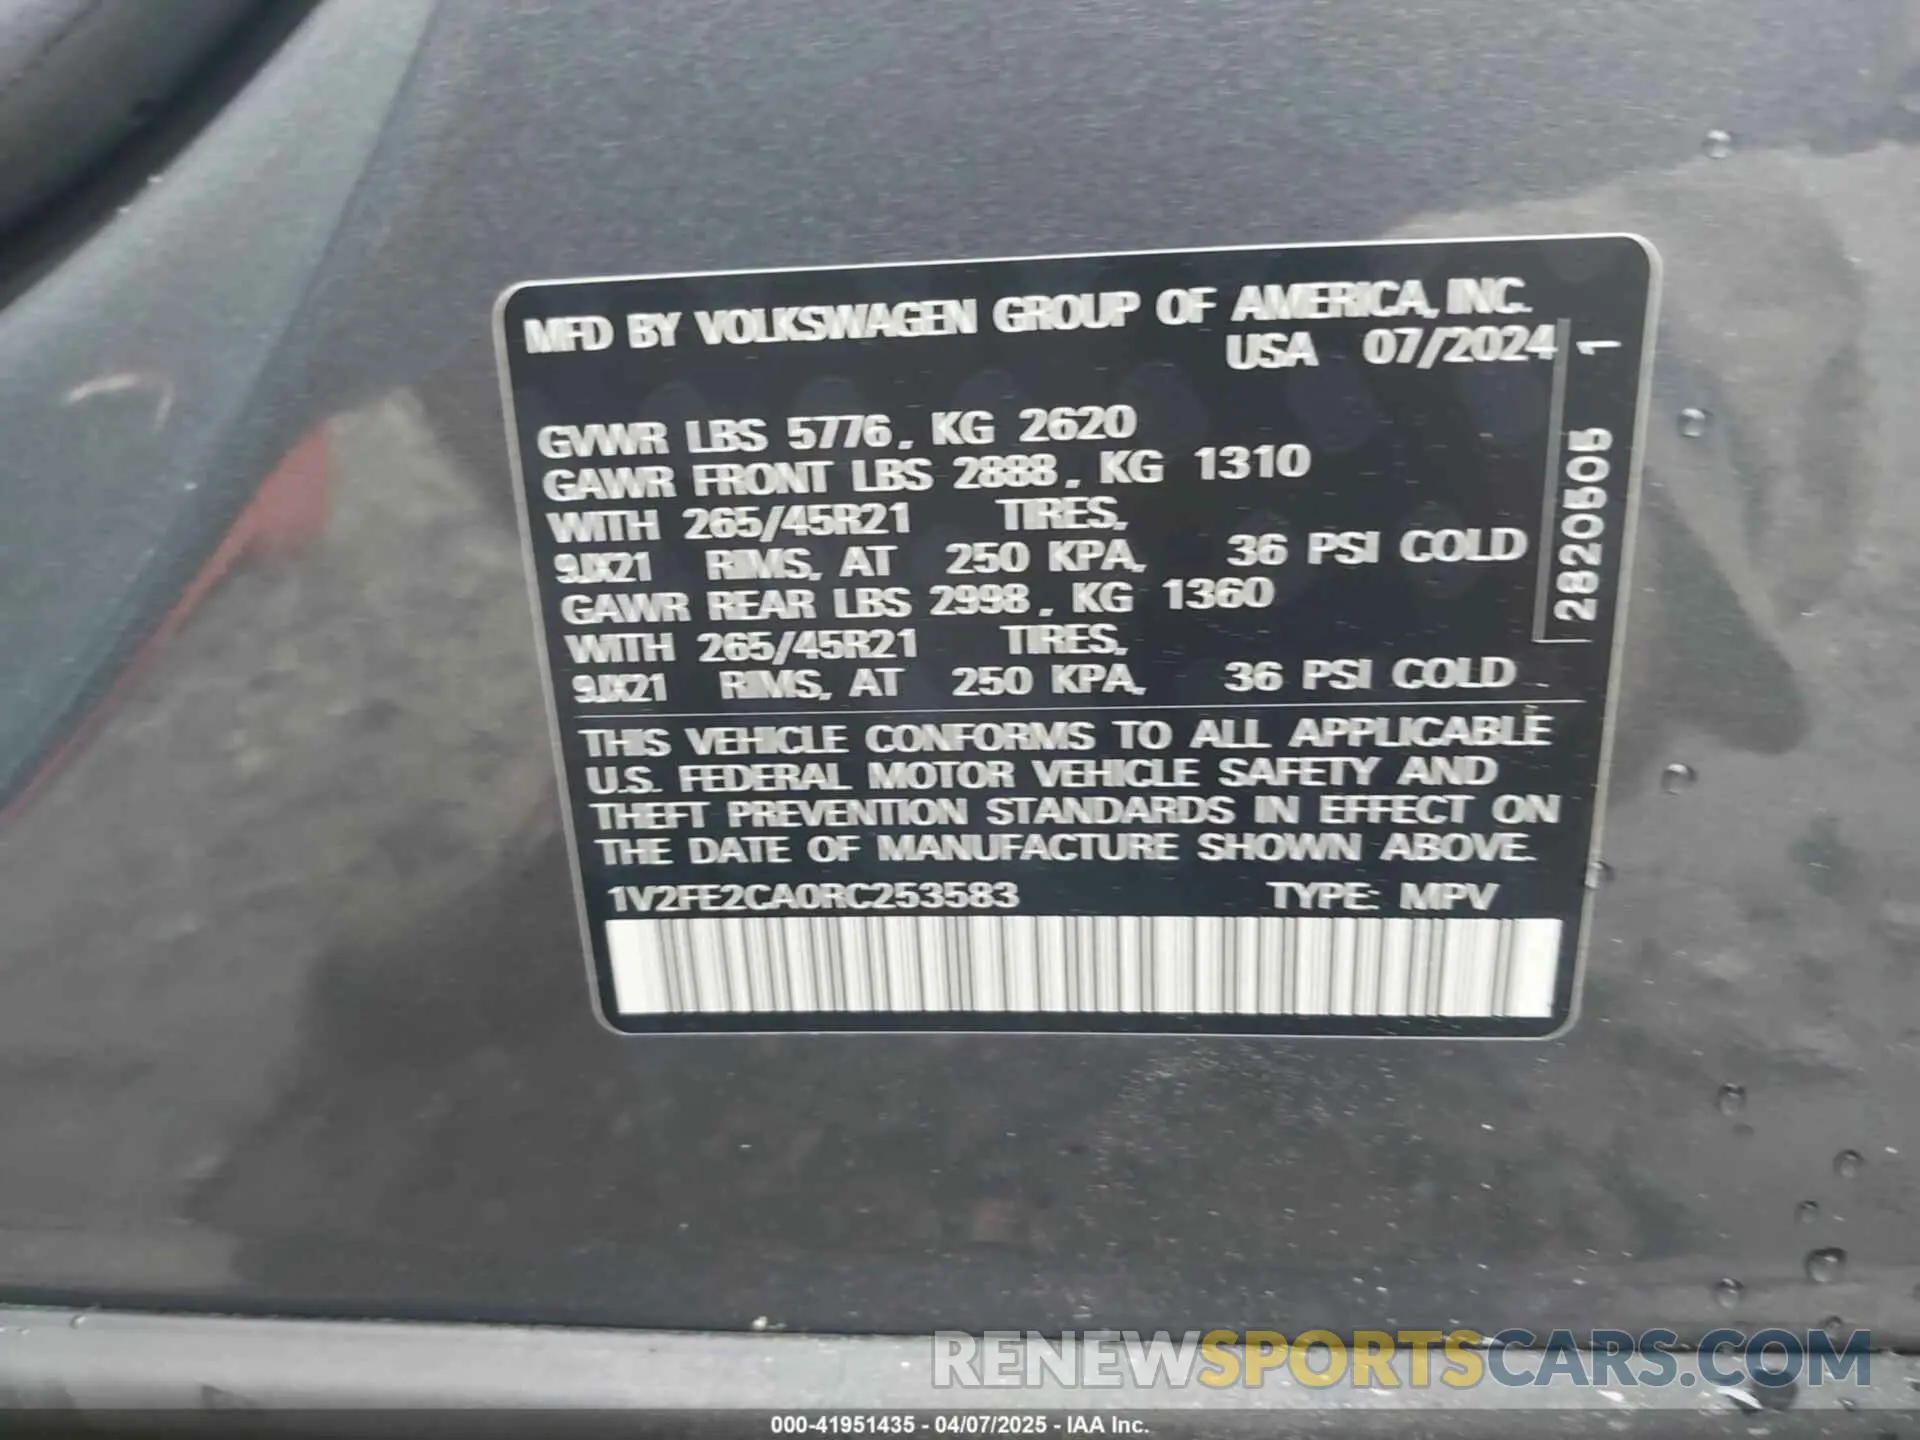 MFD BY VOLKSWAGEN GROUP OF AMERICA, INC.
USA 07/2024
GVWR LBS 5776, KG 2620
GAWR FRONT LBS 2888, KG 1310
WITH 265/45R21 TIRES,
9JX21 RIMS, AT 250 KPA, 36 PSI COLD
GAWR REAR LBS 2998, KG 1360
WITH 265/45R21 TIRES,
9JX21 RIMS, AT 250 KPA, 36 PSI COLD
THIS VEHICLE CONFORMS TO ALL APPLICABLE
U.S. FEDERAL MOTOR VEHICLE SAFETY AND
THEFT PREVENTION STANDARDS IN EFFECT ON
THE DATE OF MANUFACTURE SHOWN ABOVE.
1V2FE2CA0RC253583 TYPE: MPV
2820505 1
RENEWSPORTSCARS.COM
000-41951435 - 04/07/2025 - IAA Inc.